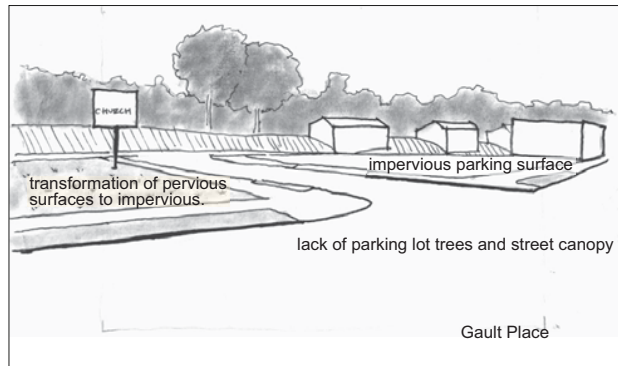 CHURCH
impervious parking surface
transformation of pervious
surfaces to impervious.
lack of parking lot trees and street canopy
Gault Place